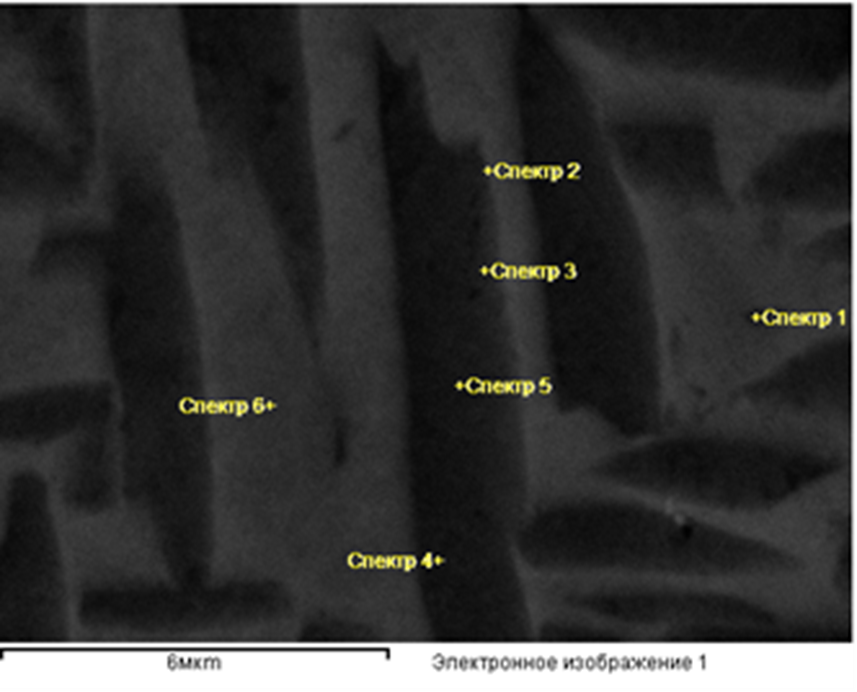 +Спектр 2
+Спектр 3
+Спектр 1
+Спектр 5
Спектр 6+
Спектр 4+
6мкm
Электронное изображение 1